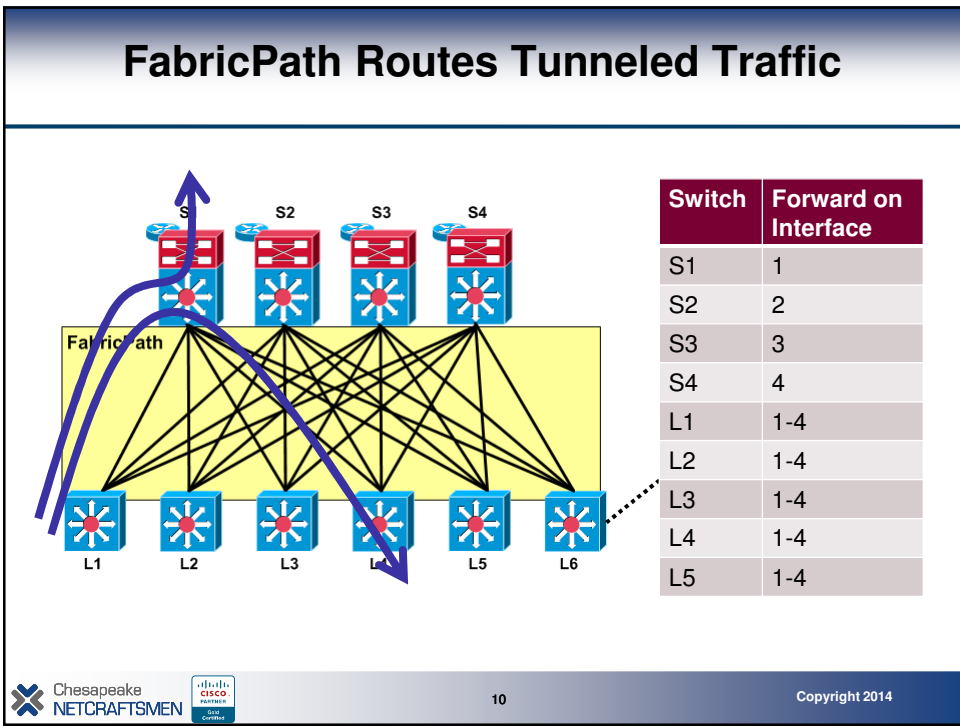 FabricPath Routes Tunneled Traffic
S2
S3
S4
FabricPath
L1
L2
L3
L4
L5
L6
Switch Forward on Interface
S1 1
S2 2
S3 3
S4 4
L1 1-4
L2 1-4
L3 1-4
L4 1-4
L5 1-4
Chesapeake
NETCRAFTSMEN
CISCO
PARTNER
Gold
Certified
10
Copyright 2014